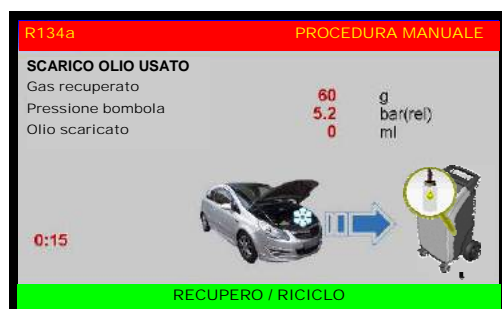 R134a PROCEDURA MANUALE
SCARICO OLIO USATO
Gas recuperato 60 g
Pressione bombola 5.2 bar(rel)
Olio scaricato 0 ml
0:15
RECUPERO / RICICLO